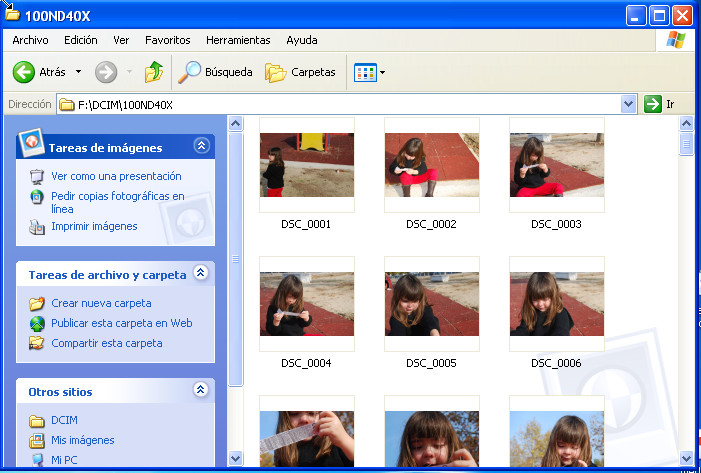 100ND40X
Archivo Edición Ver Favoritos Herramientas Ayuda
Atrás Búsqueda Carpetas
Dirección F:\DCIM\100ND40X Ir
Tareas de imágenes
Ver como una presentación
Pedir copias fotográficas en
línea
Imprimir imágenes
Tareas de archivo y carpeta
Crear nueva carpeta
Publicar esta carpeta en Web
Compartir esta carpeta
Otros sitios
DCIM
Mis imágenes
Mi PC
DSC_0001 DSC_0002 DSC_0003
DSC_0004 DSC_0005 DSC_0006